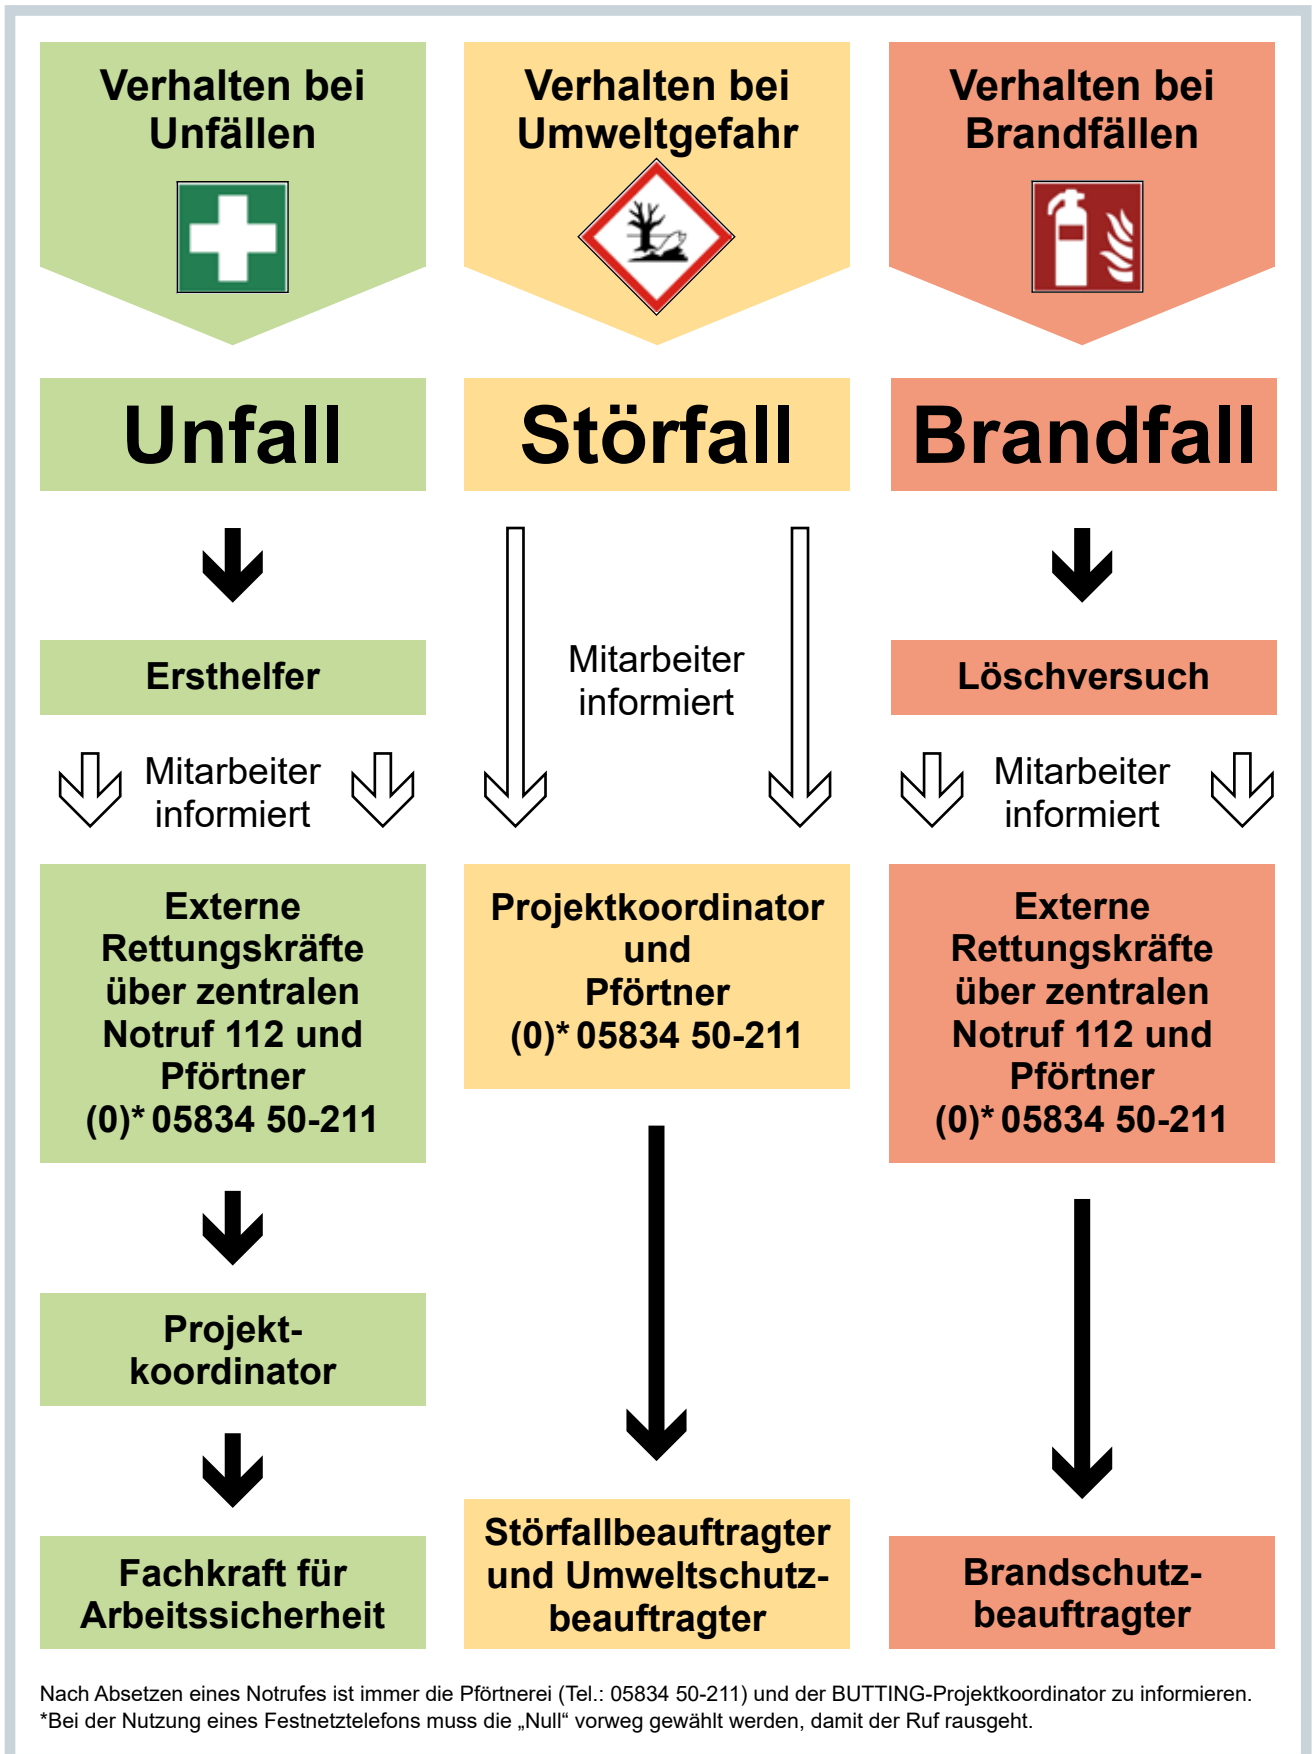 Verhalten bei
Unfällen
Verhalten bei
Umweltgefahr
Verhalten bei
Brandfällen
Unfall
Störfall
Brandfall
Ersthelfer
Mitarbeiter
informiert
Löschversuch
Mitarbeiter
informiert
Mitarbeiter
informiert
Externe
Rettungskräfte
über zentralen
Notruf 112 und
Pförtner
(0)* 05834 50-211
Projektkoordinator
und
Pförtner
(0)* 05834 50-211
Externe
Rettungskräfte
über zentralen
Notruf 112 und
Pförtner
(0)* 05834 50-211
Projekt-
koordinator
Fachkraft für
Arbeitssicherheit
Störfallbeauftragter
und Umweltschutz-
beauftragter
Brandschutz-
beauftragter
Nach Absetzen eines Notrufes ist immer die Pförtnerei (Tel.: 05834 50-211) und der BUTTING-Projektkoordinator zu informieren.
*Bei der Nutzung eines Festnetztelefons muss die „Null“ vorweg gewählt werden, damit der Ruf rausgeht.